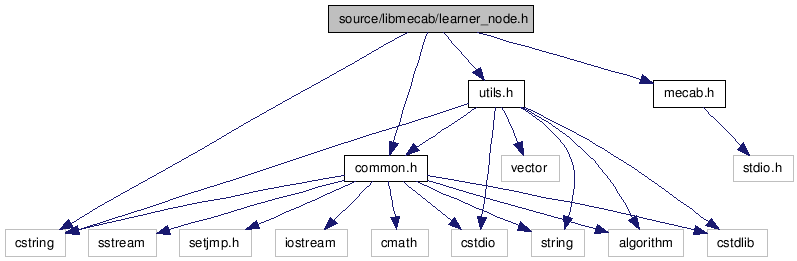 source/libmecab/learner_node.h
utils.h
mecab.h
common.h
vector
stdio.h
cstring
sstream
setjmp.h
iostream
cmath
cstdio
string
algorithm
cstdlib